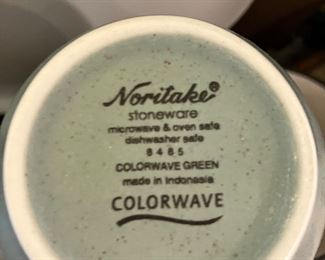 Noritake®
stoneware
microwave & oven safe
dishwasher safe
8485
COLORWAVE GREEN
made in Indonesia
COLORWAVE